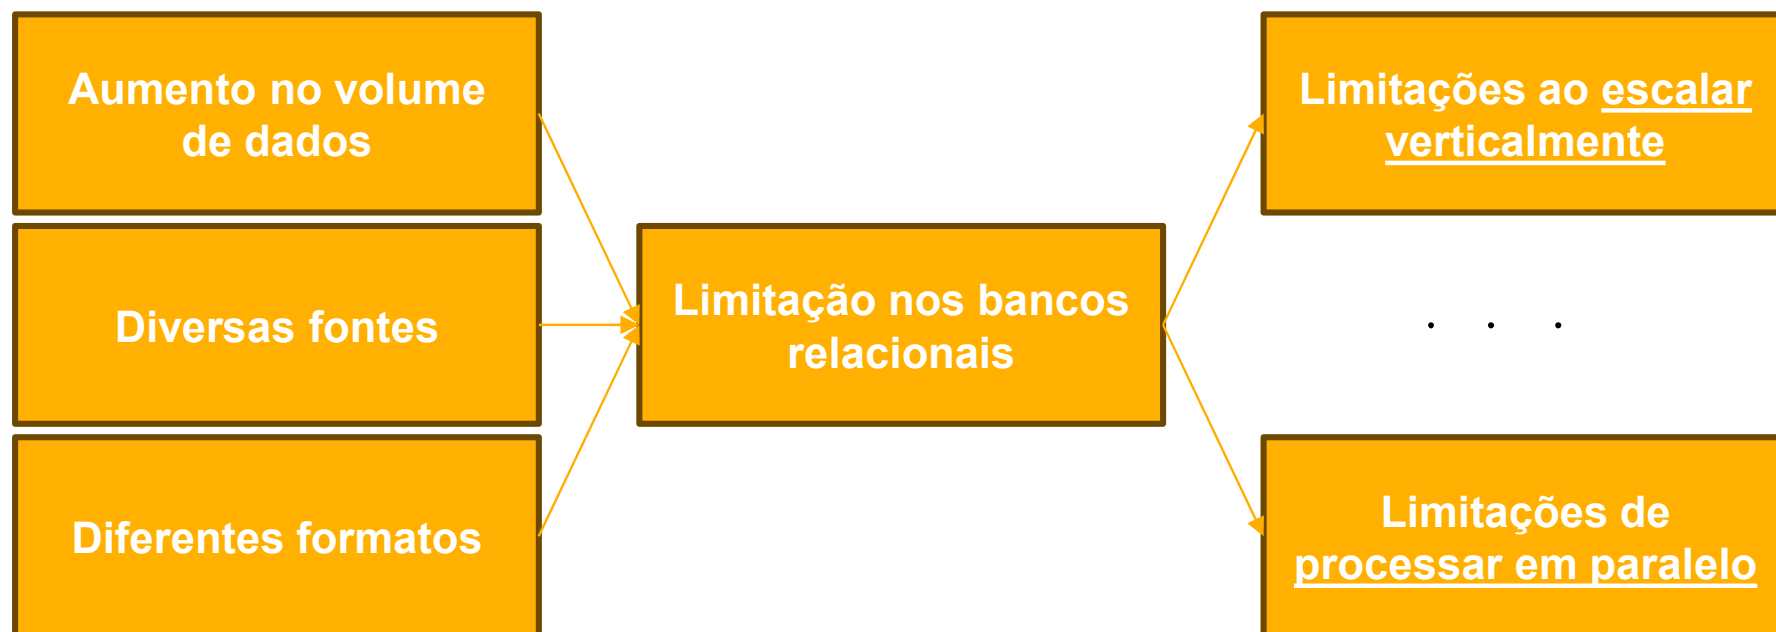 Aumento no volume
de dados
Diversas fontes
Diferentes formatos
Limitação nos bancos
relacionais
Limitações ao escalar
verticalmente
. . .
Limitações de
processar em paralelo